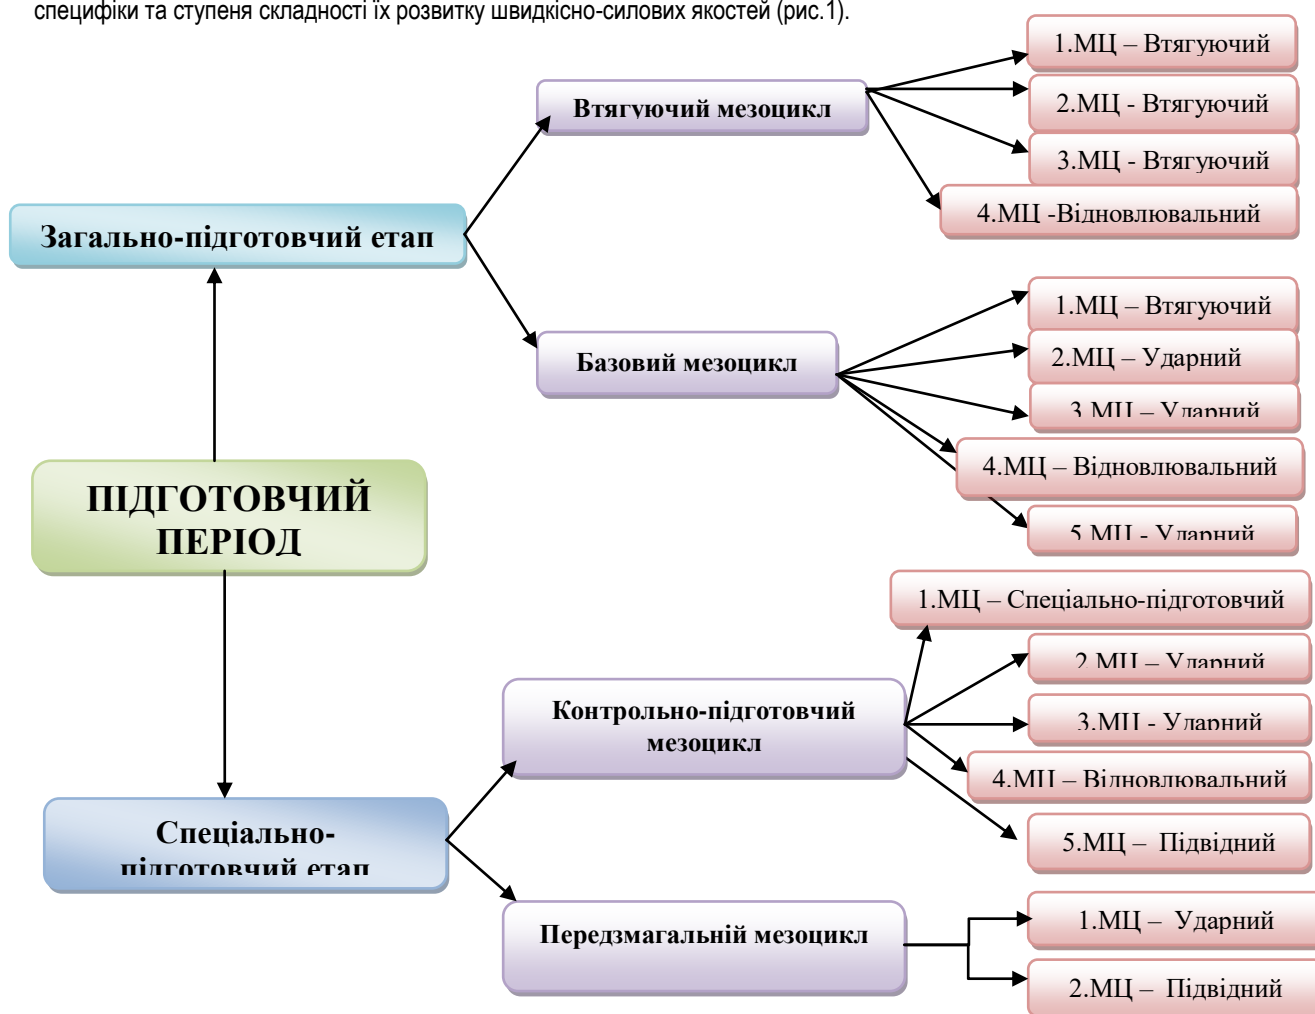 специфіки та ступеня складності їх розвитку швидкісно-силових якостей (рис.1).
1.МЦ – Втягуючий
Втягуючий мезоцикл
2.МЦ - Втягуючий
3.МЦ - Втягуючий
4.МЦ -Відновлювальний
Загально-підготовчий етап
1.МЦ – Втягуючий
Базовий мезоцикл
2.МЦ – Ударний
3.МЦ – Ударний
4.МЦ – Відновлювальний
5.МЦ - Ударний
ПІДГОТОВЧИЙ
ПЕРІОД
1.МЦ – Спеціально-підготовчий
2.МЦ – Ударний
Контрольно-підготовчий
мезоцикл
3.МЦ - Ударний
4.МЦ – Відновлювальний
5.МЦ – Підвідний
Спеціально-
підготовчий етап
Передзмагальній мезоцикл
1.МЦ – Ударний
2.МЦ – Підвідний